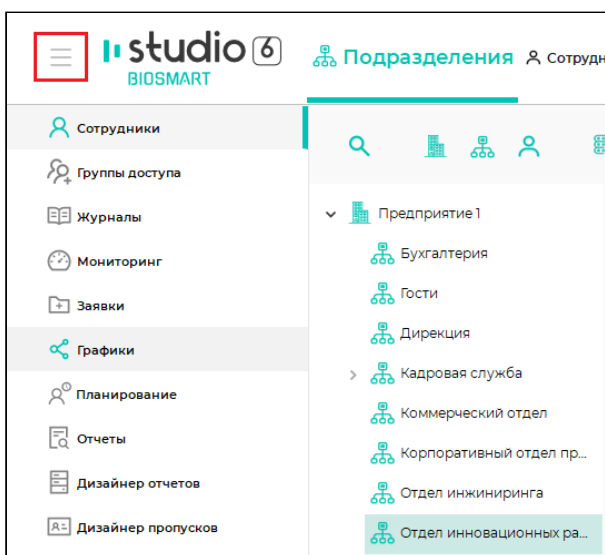 studio 6
BIOSMART
Подразделения
Сотрудн
Сотрудники
Группы доступа
Журналы
Мониторинг
Заявки
Графики
Планирование
Отчеты
Дизайнер отчетов
Дизайнер пропусков
Предприятие 1
Бухгалтерия
Гости
Дирекция
Кадровая служба
Коммерческий отдел
Корпоративный отдел пр...
Отдел инжиниринга
Отдел инновационных ра...